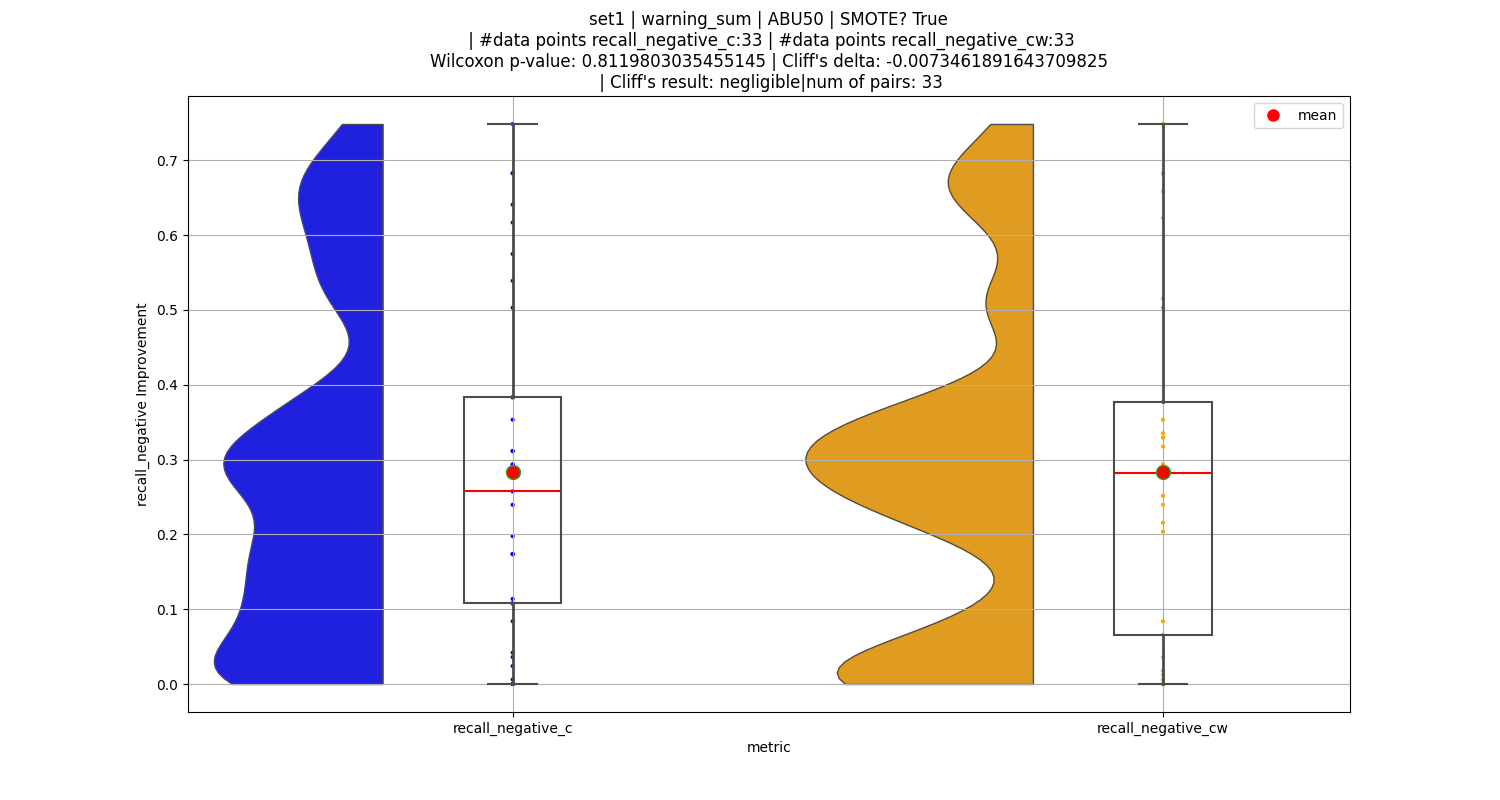 set1 | warning_sum | ABU50 | SMOTE? True
| #data points recall_negative_c:33 | #data points recall_negative_cw:33
Wilcoxon p-value: 0.8119803035455145 | Cliff's delta: -0.0073461891643709825
| Cliff's result: negligible|num of pairs: 33
mean
0.7
0.6
0.5
0.4
0.3
0.2
0.1
0.0
recall_negative Improvement
recall_negative_c
recall_negative_cw
metric